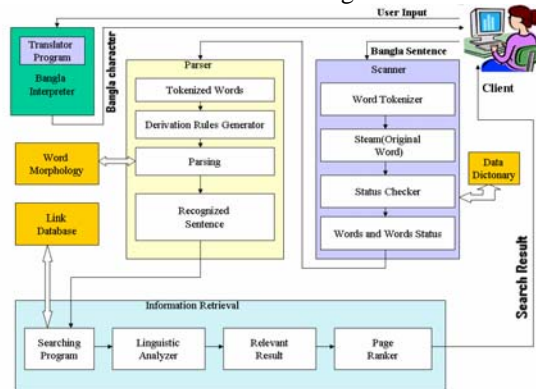 User Input
Translator
Program
Bangla
Interpreter
Bangla character
Parser
Tokenized Words
Derivation Rules Generator
Parsing
Recognized
Sentence
Bangla Sentence
Scanner
Word Tokenizer
Steam(Original
Word)
Status Checker
Words and Words Status
Client
Word
Morphology
Link
Database
Data
Dictonary
Search Result
Information Retrieval
Searching
Program
Linguistic
Analyzer
Relevant
Result
Page
Ranker